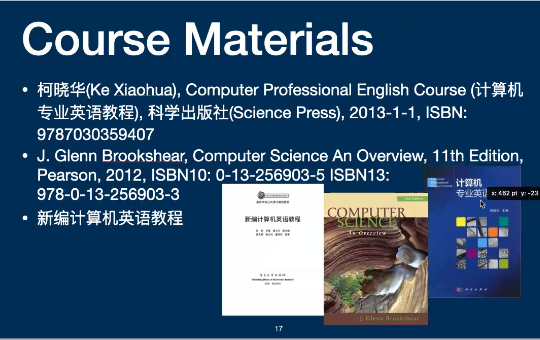 Course Materials
• 柯晓华(Ke Xiaohua), Computer Professional English Course (计算机
专业英语教程), 科学出版社(Science Press), 2013-1-1, ISBN:
9787030359407
• J. Glenn Brookshear, Computer Science An Overview, 11th Edition,
Pearson, 2012, ISBN10: 0-13-256903-5 ISBN13:
978-0-13-256903-3
• 新编计算机英语教程
新编计算机英语教程
COMPUTER
SCIENCE
An Overview
J. Glenn Brookshear
计算机
专业英语
x: 462 pt y: -23
17